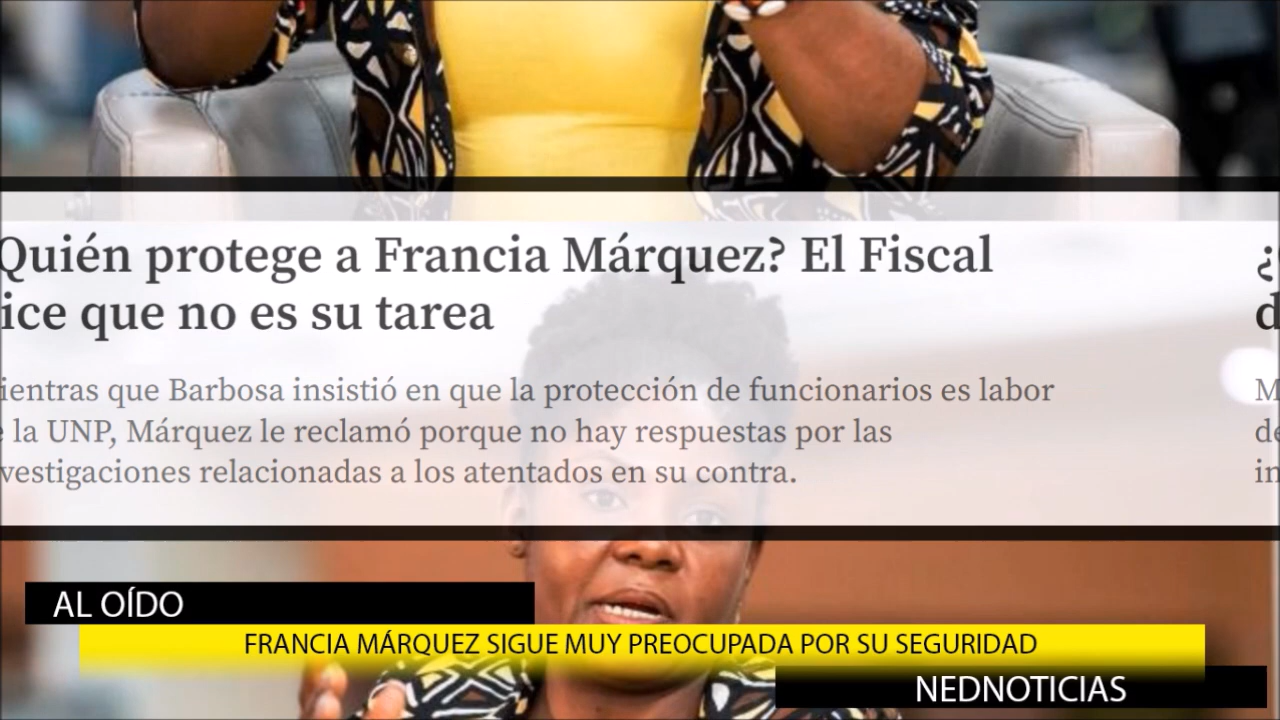 Quién protege a Francia Márquez? El Fiscal
ice que no es su tarea
ientras que Barbosa insistió en que la protección de funcionarios es labor
e la UNP, Márquez le reclamó porque no hay respuestas por las
vestigaciones relacionadas a los atentados en su contra.
¿
d
M
de
in
AL OÍDO
FRANCIA MÁRQUEZ SIGUE MUY PREOCUPADA POR SU SEGURIDAD
NEDNOTICIAS